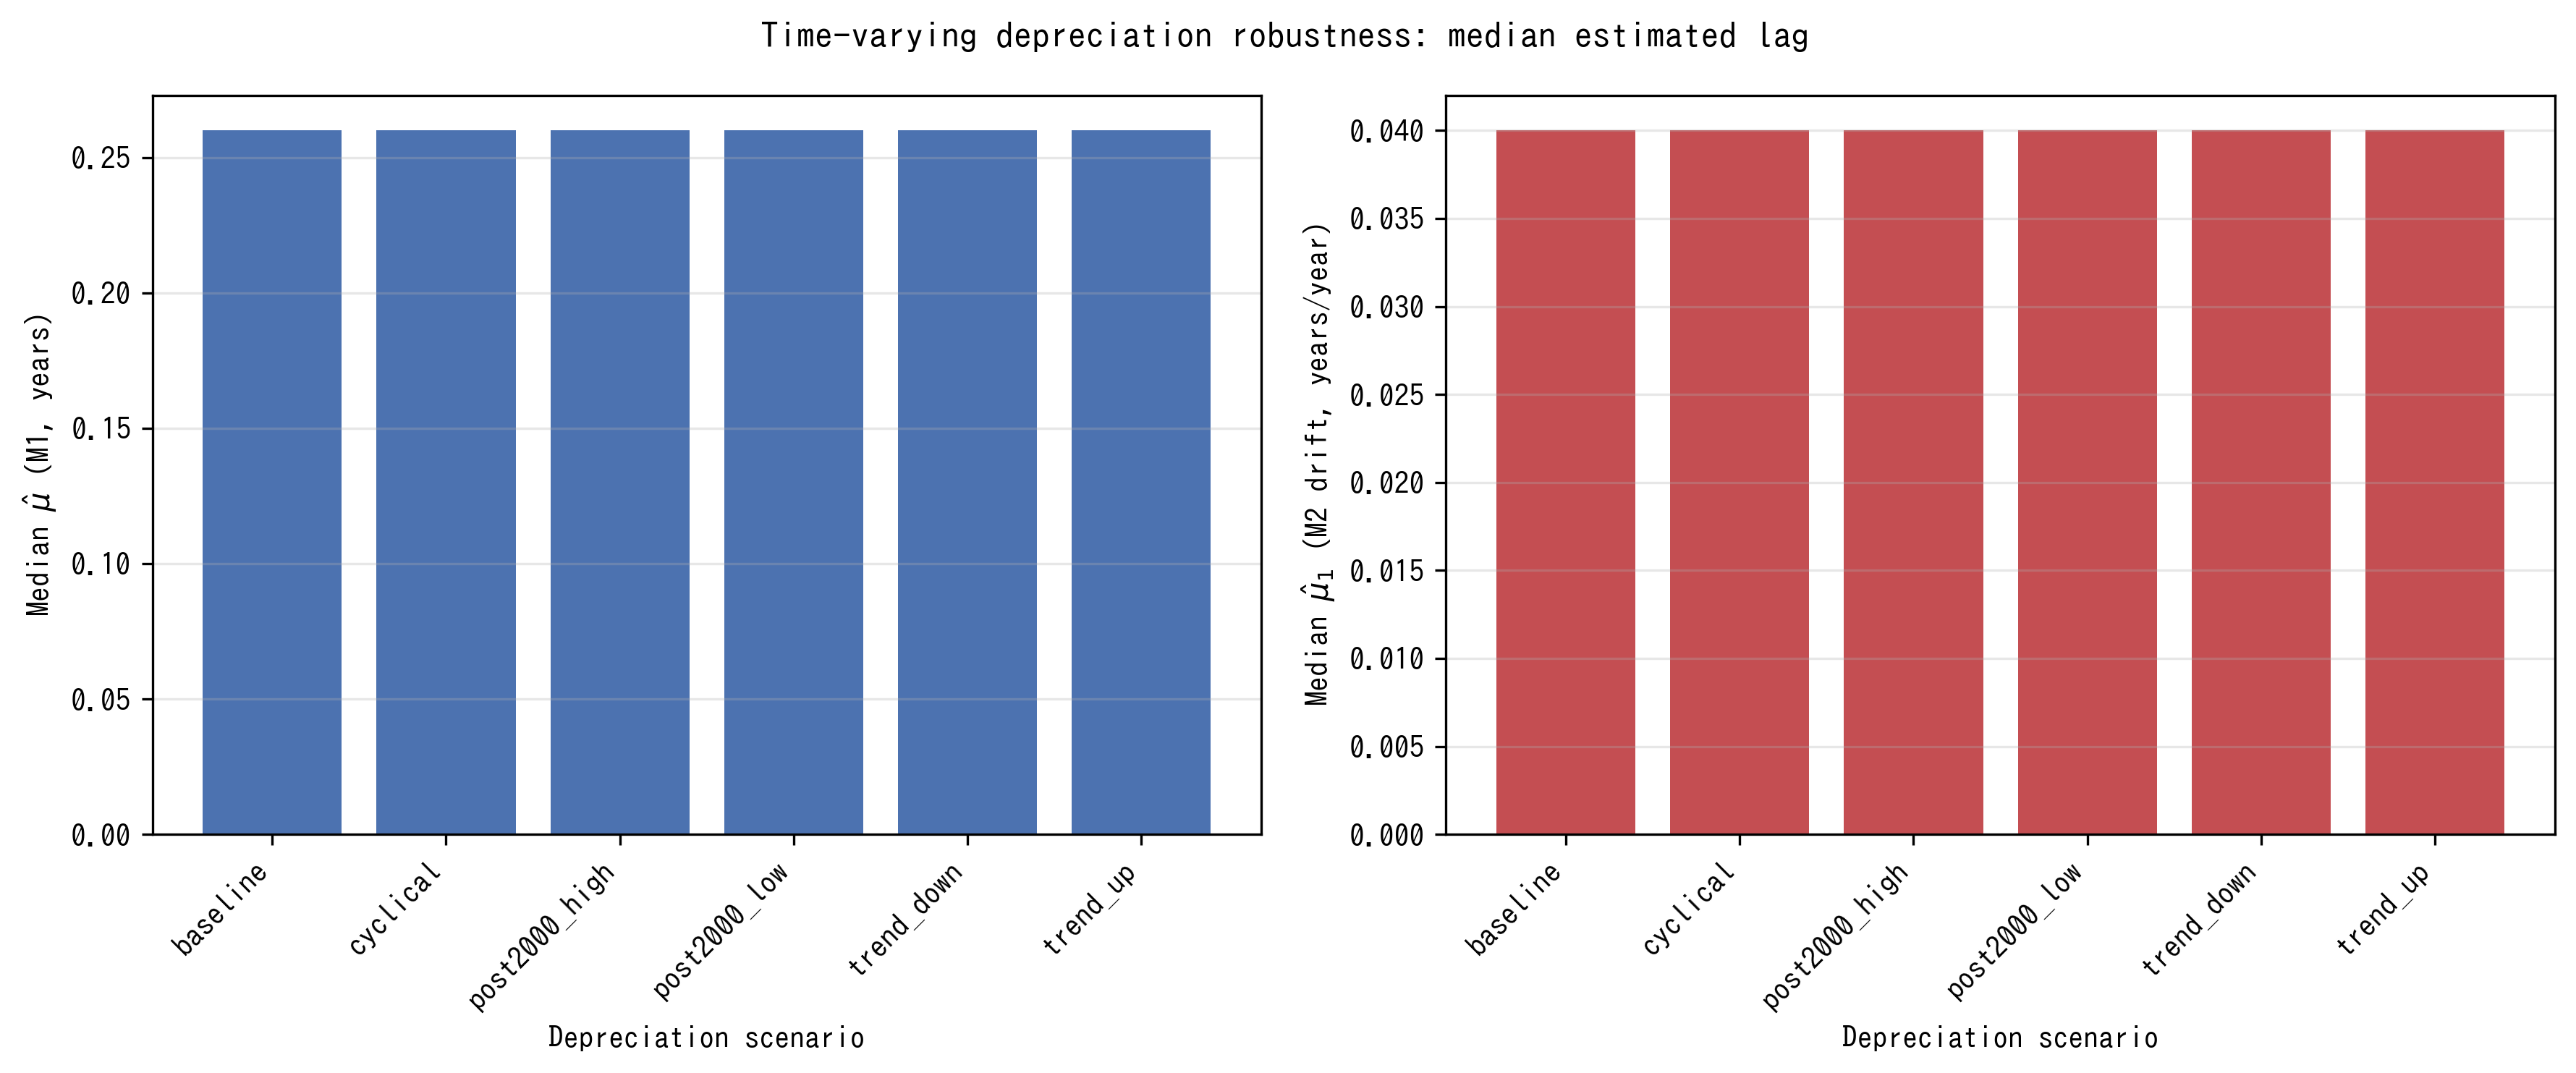 Time-varying depreciation robustness: median estimated lag
Median μ̂ (M1, years)
0.25
0.20
0.15
0.10
0.05
0.00
baseline
cyclical
post2000_high
post2000_low
trend_down
trend_up
Depreciation scenario
Median μ̂₁ (M2 drift, years/year)
0.040
0.035
0.030
0.025
0.020
0.015
0.010
0.005
0.000
baseline
cyclical
post2000_high
post2000_low
trend_down
trend_up
Depreciation scenario